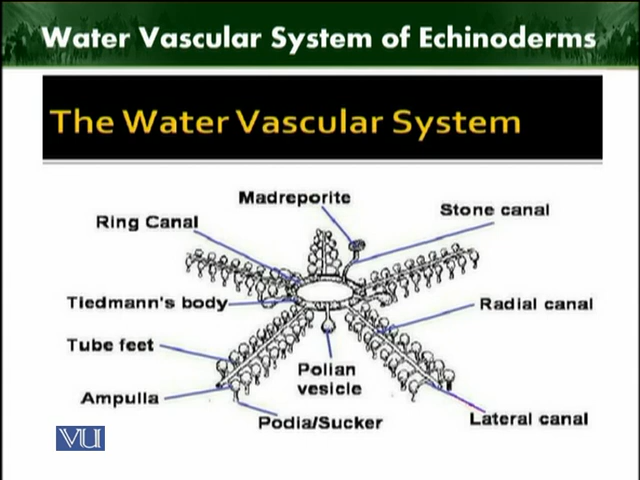 Water Vascular System of Echinoderms
The Water Vascular System
Madreporite
Stone canal
Ring Canal
Tiedmann's body
Radial canal
Tube feet
Polian
vesicle
Ampulla
Podia/Sucker
Lateral canal
VU